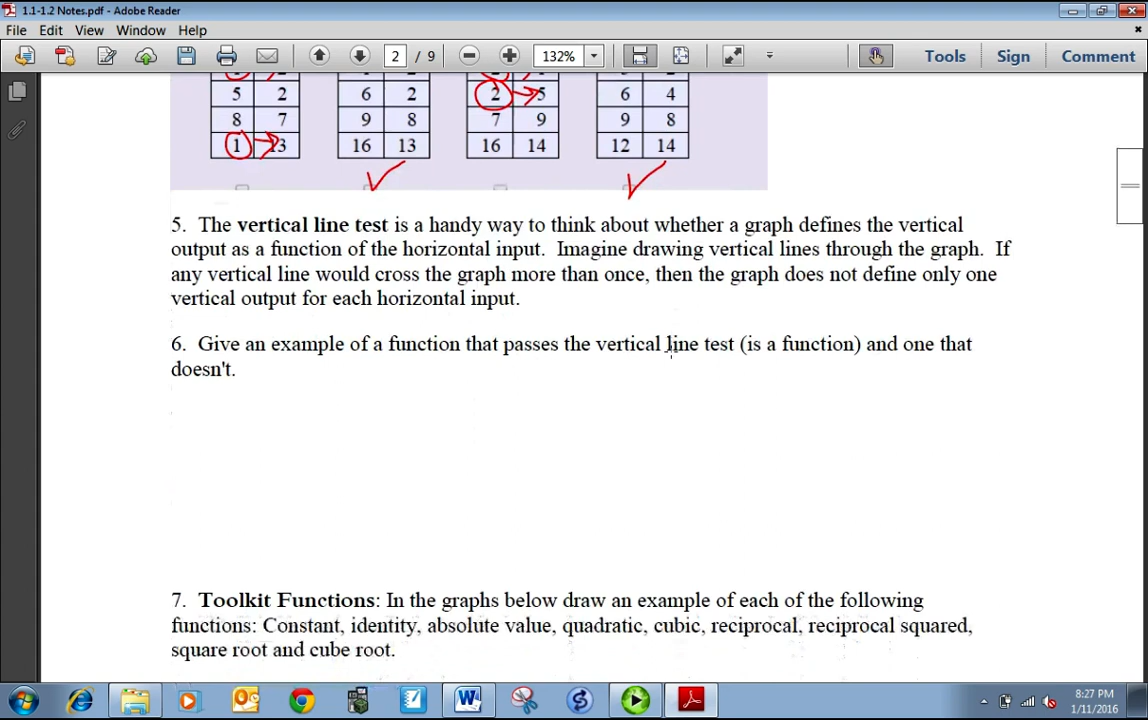 1.1-1.2 Notes.pdf - Adobe Reader
File Edit View Window Help
2 / 9 132% Tools Sign Comment
5 2 6 2 2 5 6 4
8 7 9 8 7 9 9 8
1 13 16 13 16 14 12 14
5. The vertical line test is a handy way to think about whether a graph defines the vertical
output as a function of the horizontal input. Imagine drawing vertical lines through the graph. If
any vertical line would cross the graph more than once, then the graph does not define only one
vertical output for each horizontal input.
6. Give an example of a function that passes the vertical line test (is a function) and one that
doesn't.
7. Toolkit Functions: In the graphs below draw an example of each of the following
functions: Constant, identity, absolute value, quadratic, cubic, reciprocal, reciprocal squared,
square root and cube root.
8:27 PM
1/11/2016